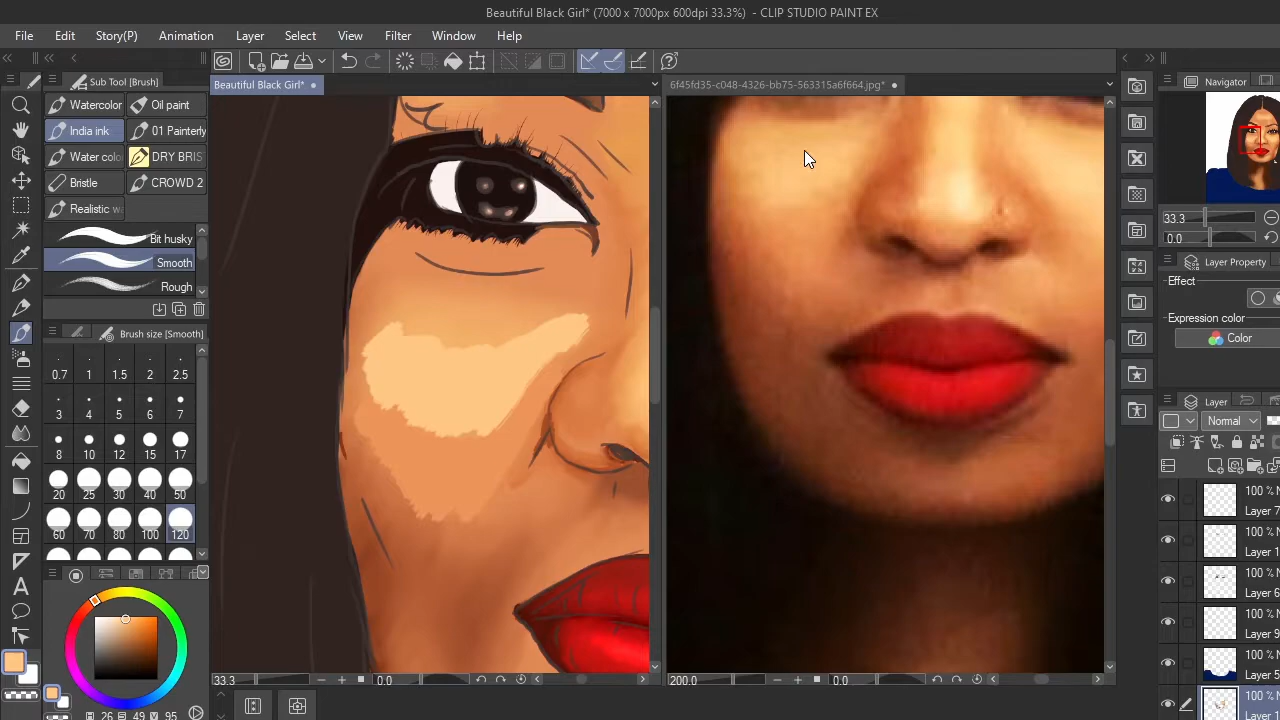 Beautiful Black Girl* (7000 x 7000px 600dpi 33.3%) - CLIP STUDIO PAINT EX
File Edit Story(P) Animation Layer Select View Filter Window Help
Sub Tool [Brush]
Beautiful Black Girl*
6f45fd35-c048-4326-bb75-563315a6f664.jpg*
Navigator
Watercolor Oil paint
India ink 01 Painterly
Water colo DRY BRIS
Bristle CROWD 2
Realistic w
Bit husky
Smooth
Rough
33.3
0.0
Layer Property
Effect
Expression color
Color
Brush size [Smooth]
0.7 1 1.5 2 2.5
3 4 5 6 7
8 10 12 15 17
20 25 30 40 50
60 70 80 100 120
Layer
Normal
100 % N
Layer 7
100 % N
Layer 1
100 % N
Layer 6
100 % N
Layer 9
100 % N
Layer 5
100 % N
Layer 1
33.3 0.0
200.0 0.0
H 26 S 49 V 95